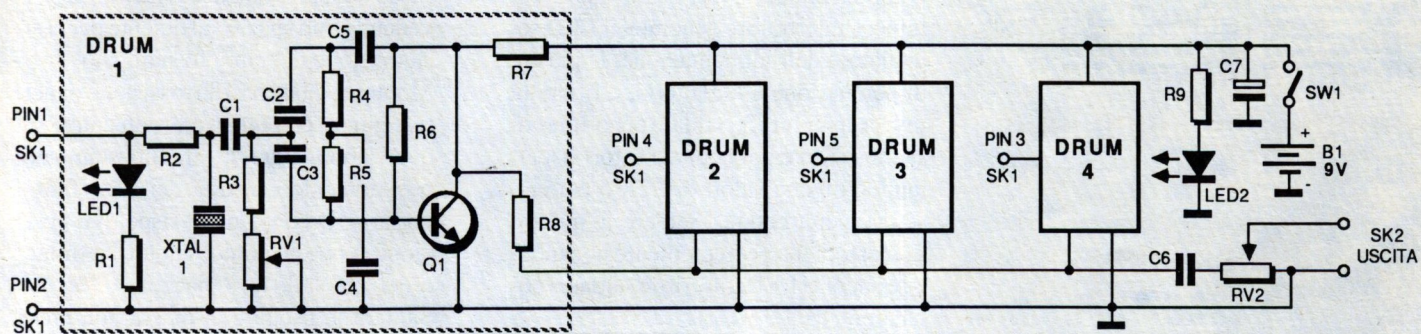 DRUM
1
PIN1
SK1
R2
C1
C2
C5
R4
R6
R7
C3
R5
R3
LED1
XTAL
1
R1
RV1
C4
Q1
R8
PIN2
SK1
PIN 4
SK1
DRUM
2
PIN 5
SK1
DRUM
3
PIN 3
SK1
DRUM
4
R9
C7
SW1
LED2
+
B1
9V
-
C6
RV2
SK2
USCITA